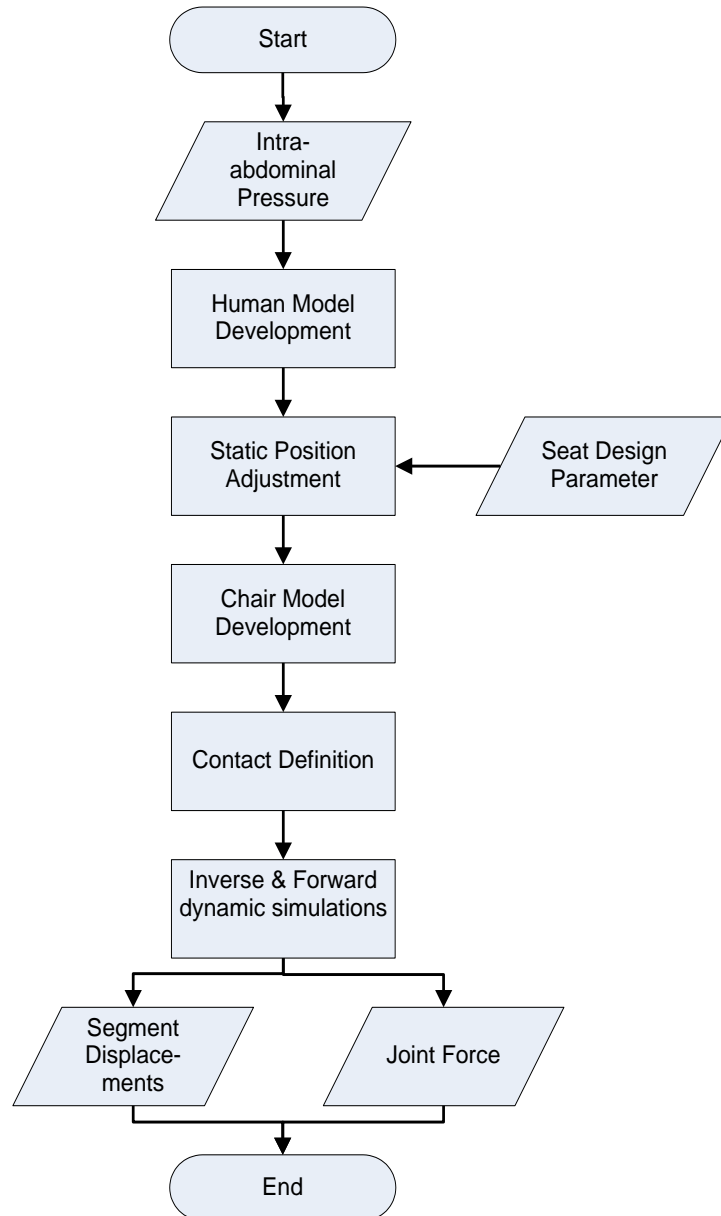 Start
Intra-
abdominal
Pressure
Human Model
Development
Static Position
Adjustment
Seat Design
Parameter
Chair Model
Development
Contact Definition
Inverse & Forward
dynamic simulations
Segment
Displace-
ments
Joint Force
End